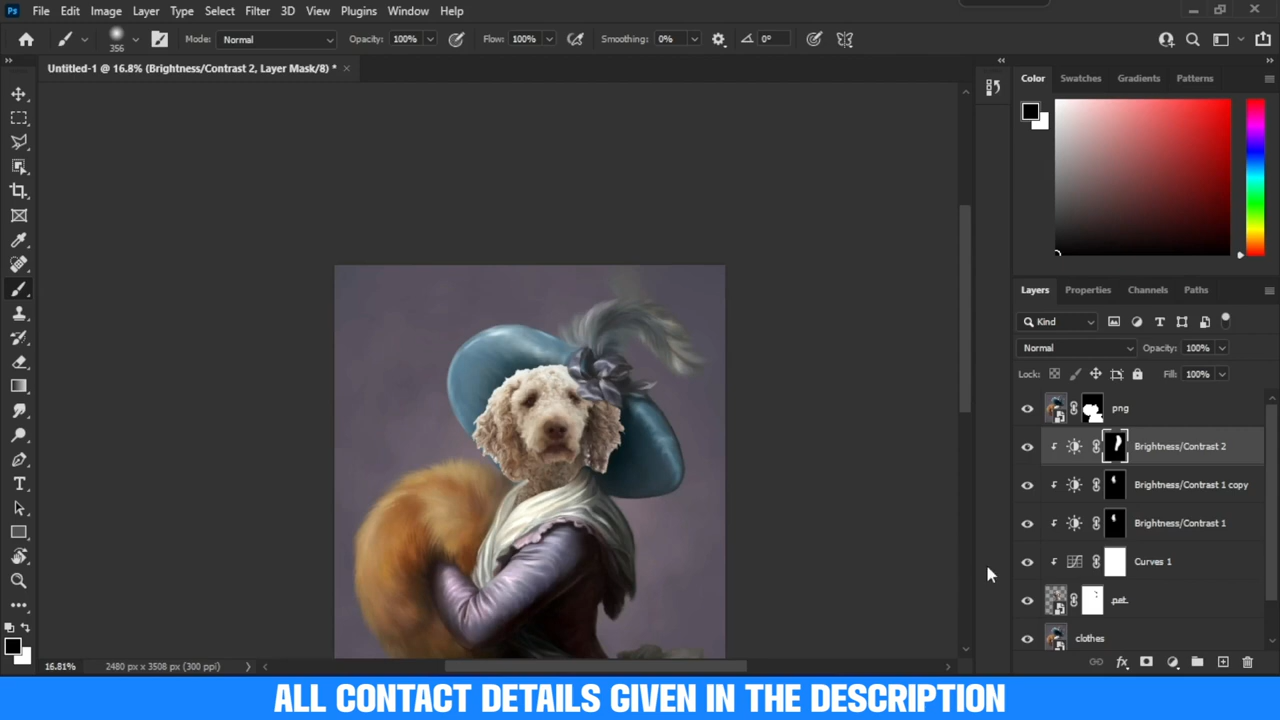 Ps File Edit Image Layer Type Select Filter 3D View Plugins Window Help
356 Mode: Normal Opacity: 100% Flow: 100% Smoothing: 0% 0°
Untitled-1 @ 16.8% (Brightness/Contrast 2, Layer Mask/8) * ×
Color Swatches Gradients Patterns
Layers Properties Channels Paths
Kind
Normal Opacity: 100%
Lock: Fill: 100%
png
Brightness/Contrast 2
Brightness/Contrast 1 copy
Brightness/Contrast 1
Curves 1
pet
clothes
16.81% 2480 px x 3508 px (300 ppi)
ALL CONTACT DETAILS GIVEN IN THE DESCRIPTION